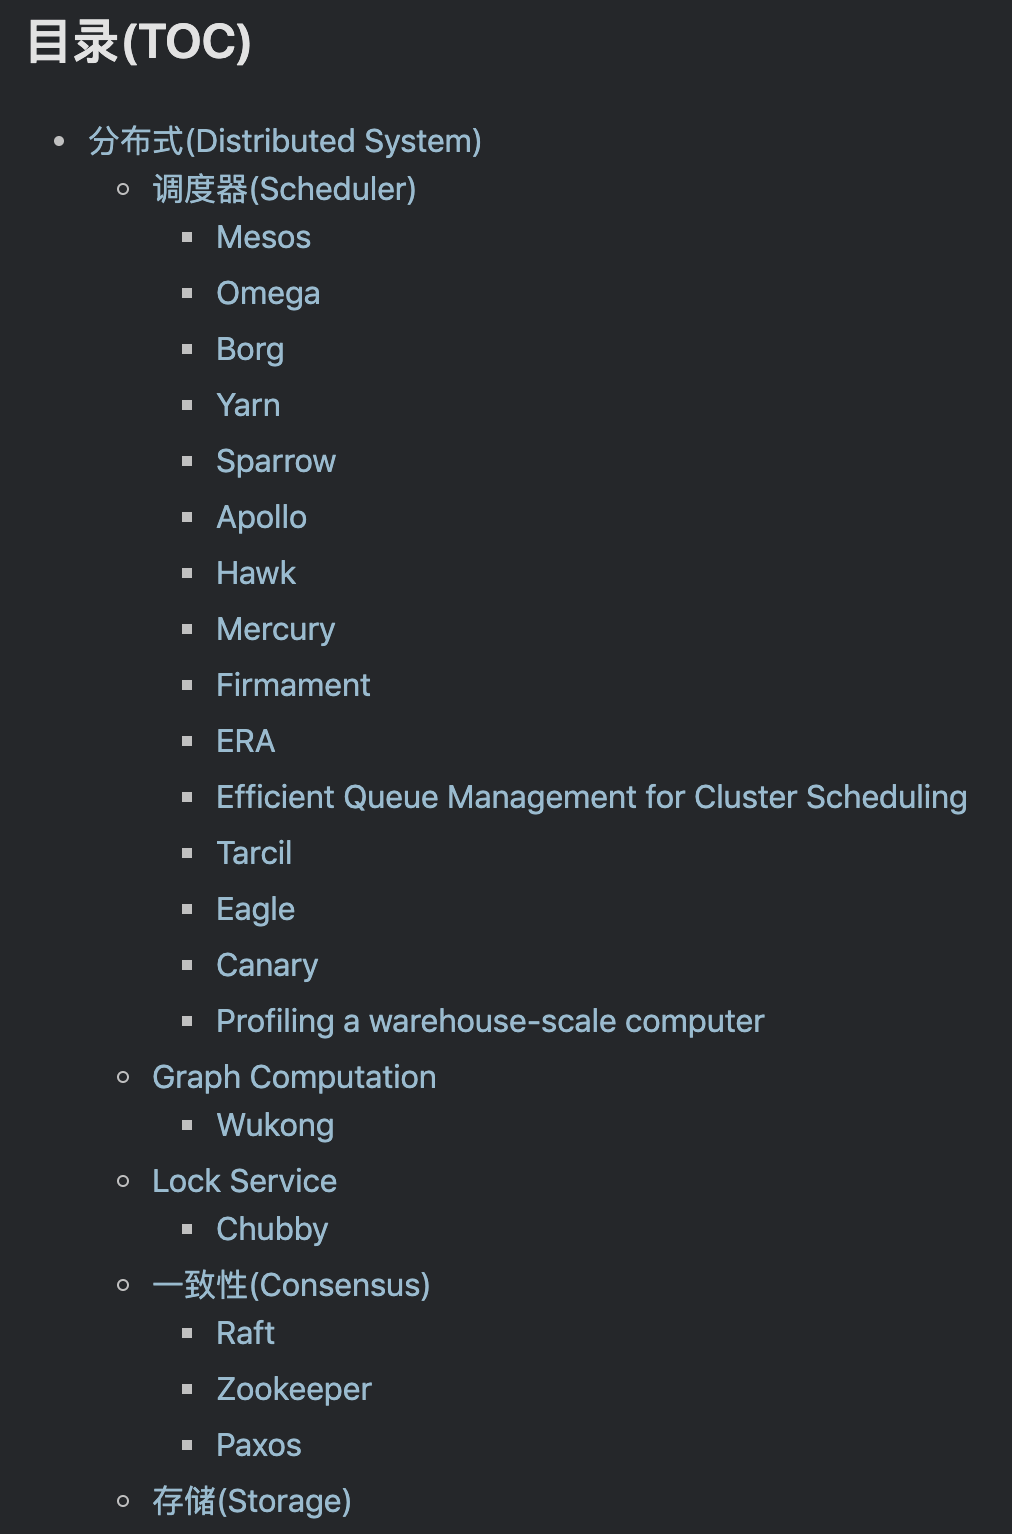 目录(TOC)
分布式(Distributed System)
调度器(Scheduler)
Mesos
Omega
Borg
Yarn
Sparrow
Apollo
Hawk
Mercury
Firmament
ERA
Efficient Queue Management for Cluster Scheduling
Tarcil
Eagle
Canary
Profiling a warehouse-scale computer
Graph Computation
Wukong
Lock Service
Chubby
一致性(Consensus)
Raft
Zookeeper
Paxos
存储(Storage)